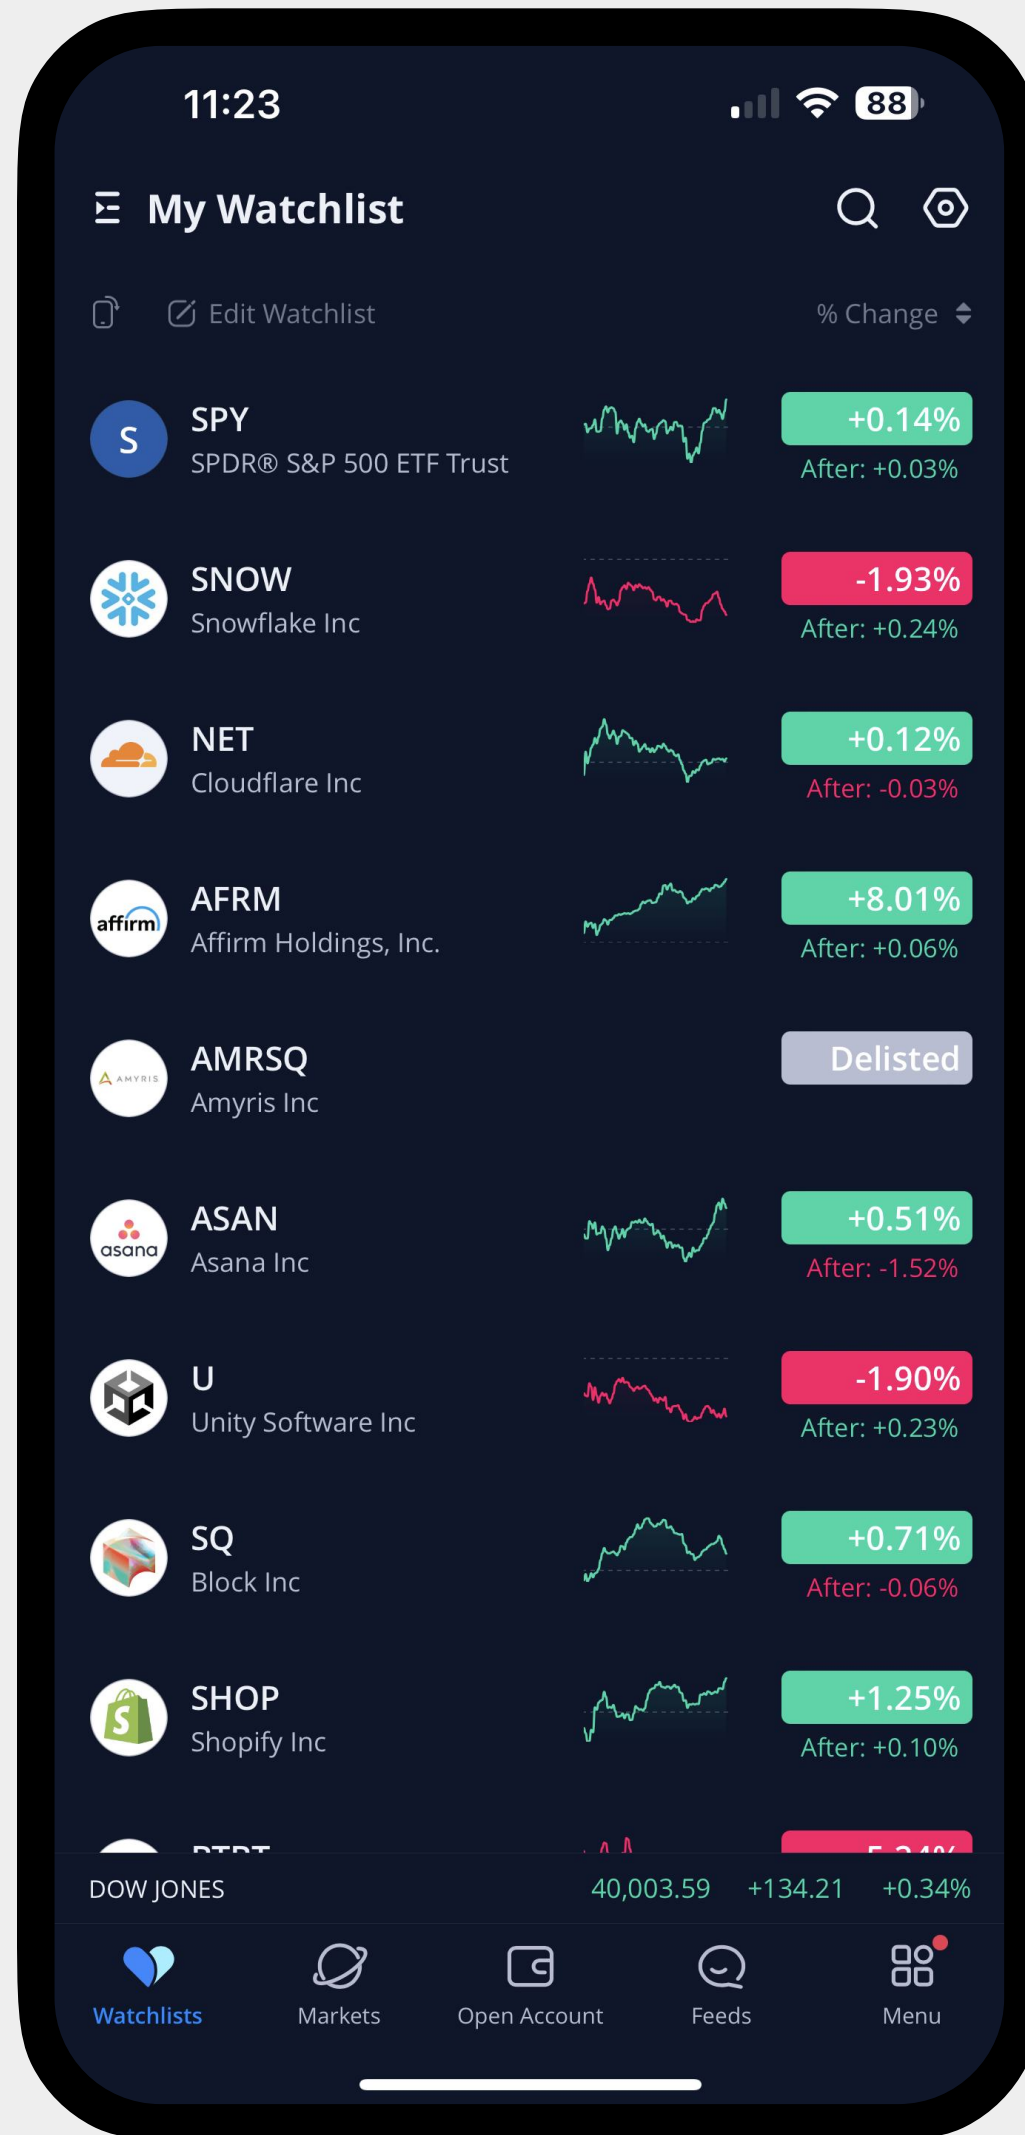 11:23
88
My Watchlist
Edit Watchlist
% Change
S
SPY
SPDR® S&P 500 ETF Trust
+0.14%
After: +0.03%
SNOW
Snowflake Inc
-1.93%
After: +0.24%
NET
Cloudflare Inc
+0.12%
After: -0.03%
affirm
AFRM
Affirm Holdings, Inc.
+8.01%
After: +0.06%
AMYRIS
AMRSQ
Amyris Inc
Delisted
asana
ASAN
Asana Inc
+0.51%
After: -1.52%
U
Unity Software Inc
-1.90%
After: +0.23%
SQ
Block Inc
+0.71%
After: -0.06%
S
SHOP
Shopify Inc
+1.25%
After: +0.10%
DOW JONES
40,003.59
+134.21
+0.34%
Watchlists
Markets
Open Account
Feeds
Menu